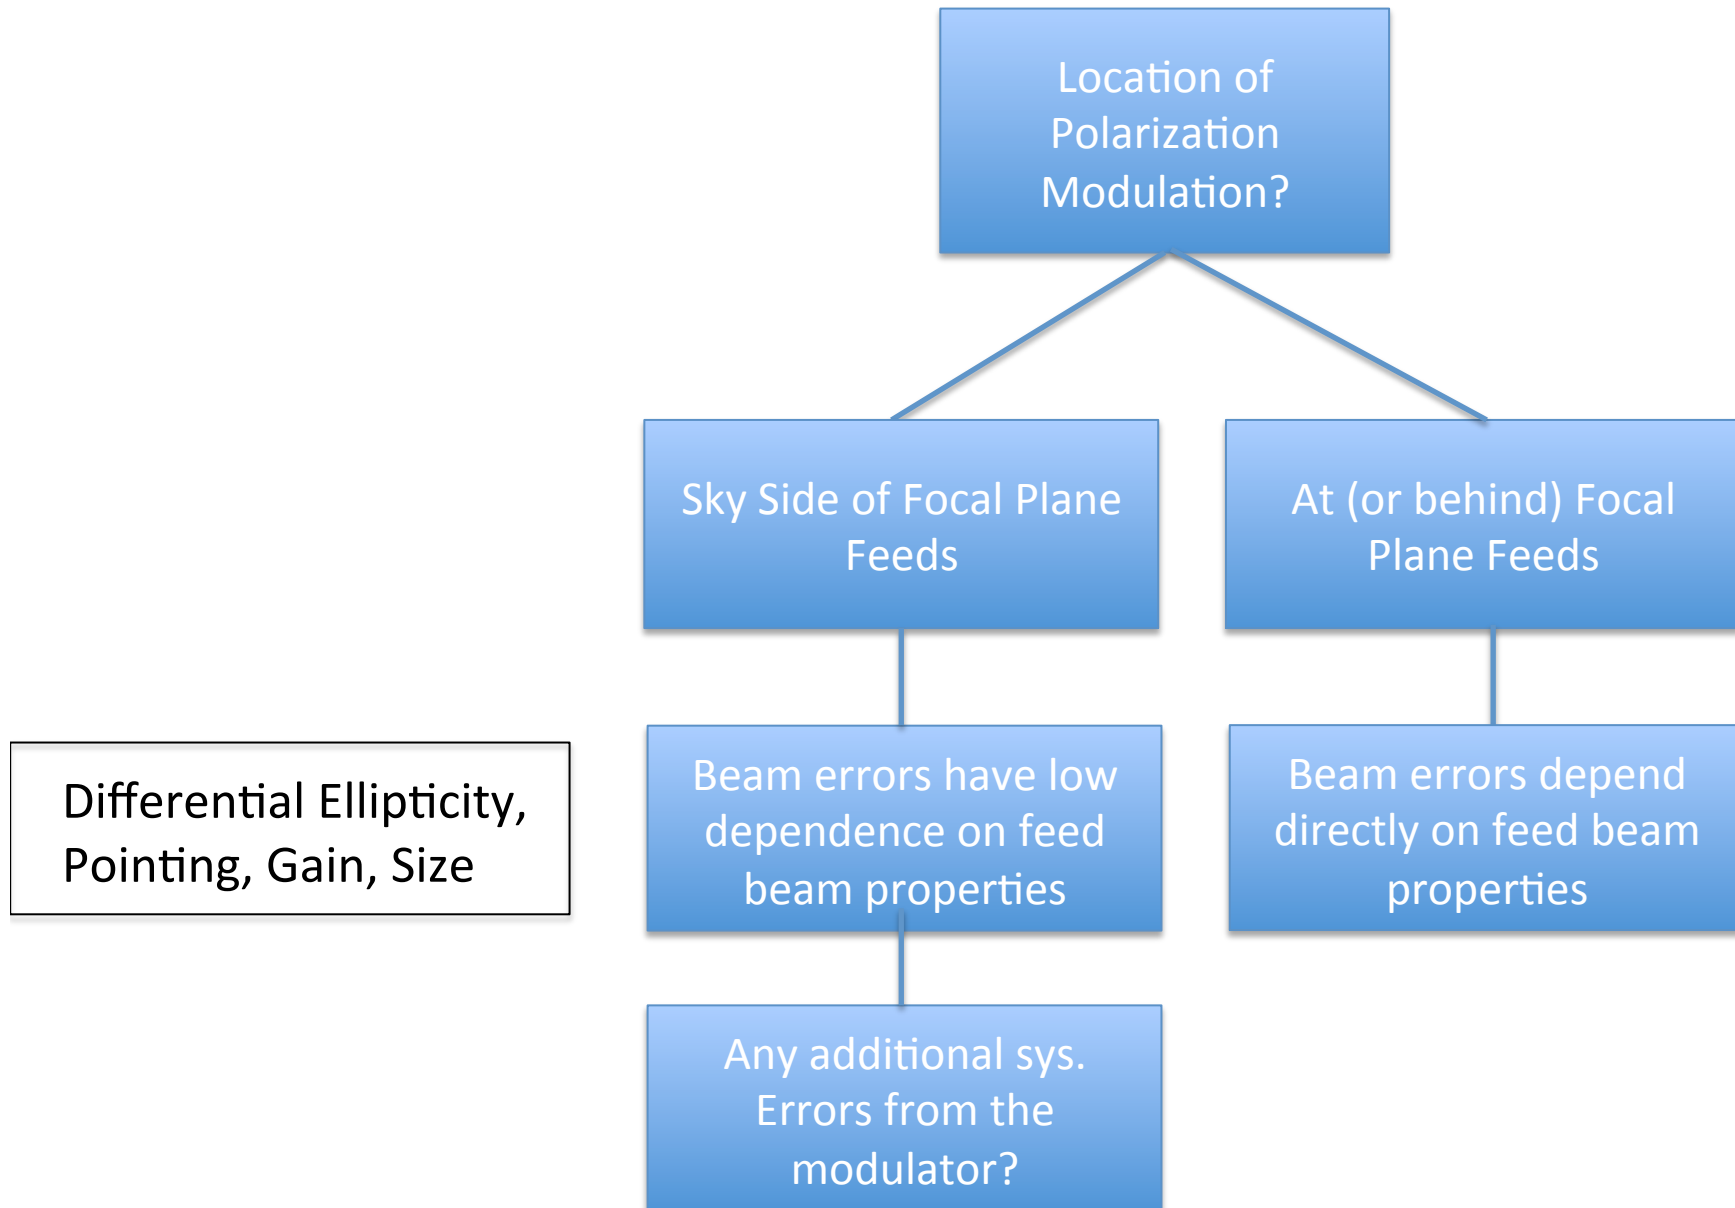 Location of
Polarization
Modulation?
Sky Side of Focal Plane
Feeds
At (or behind) Focal
Plane Feeds
Differential Ellipticity,
Pointing, Gain, Size
Beam errors have low
dependence on feed
beam properties
Beam errors depend
directly on feed beam
properties
Any additional sys.
Errors from the
modulator?